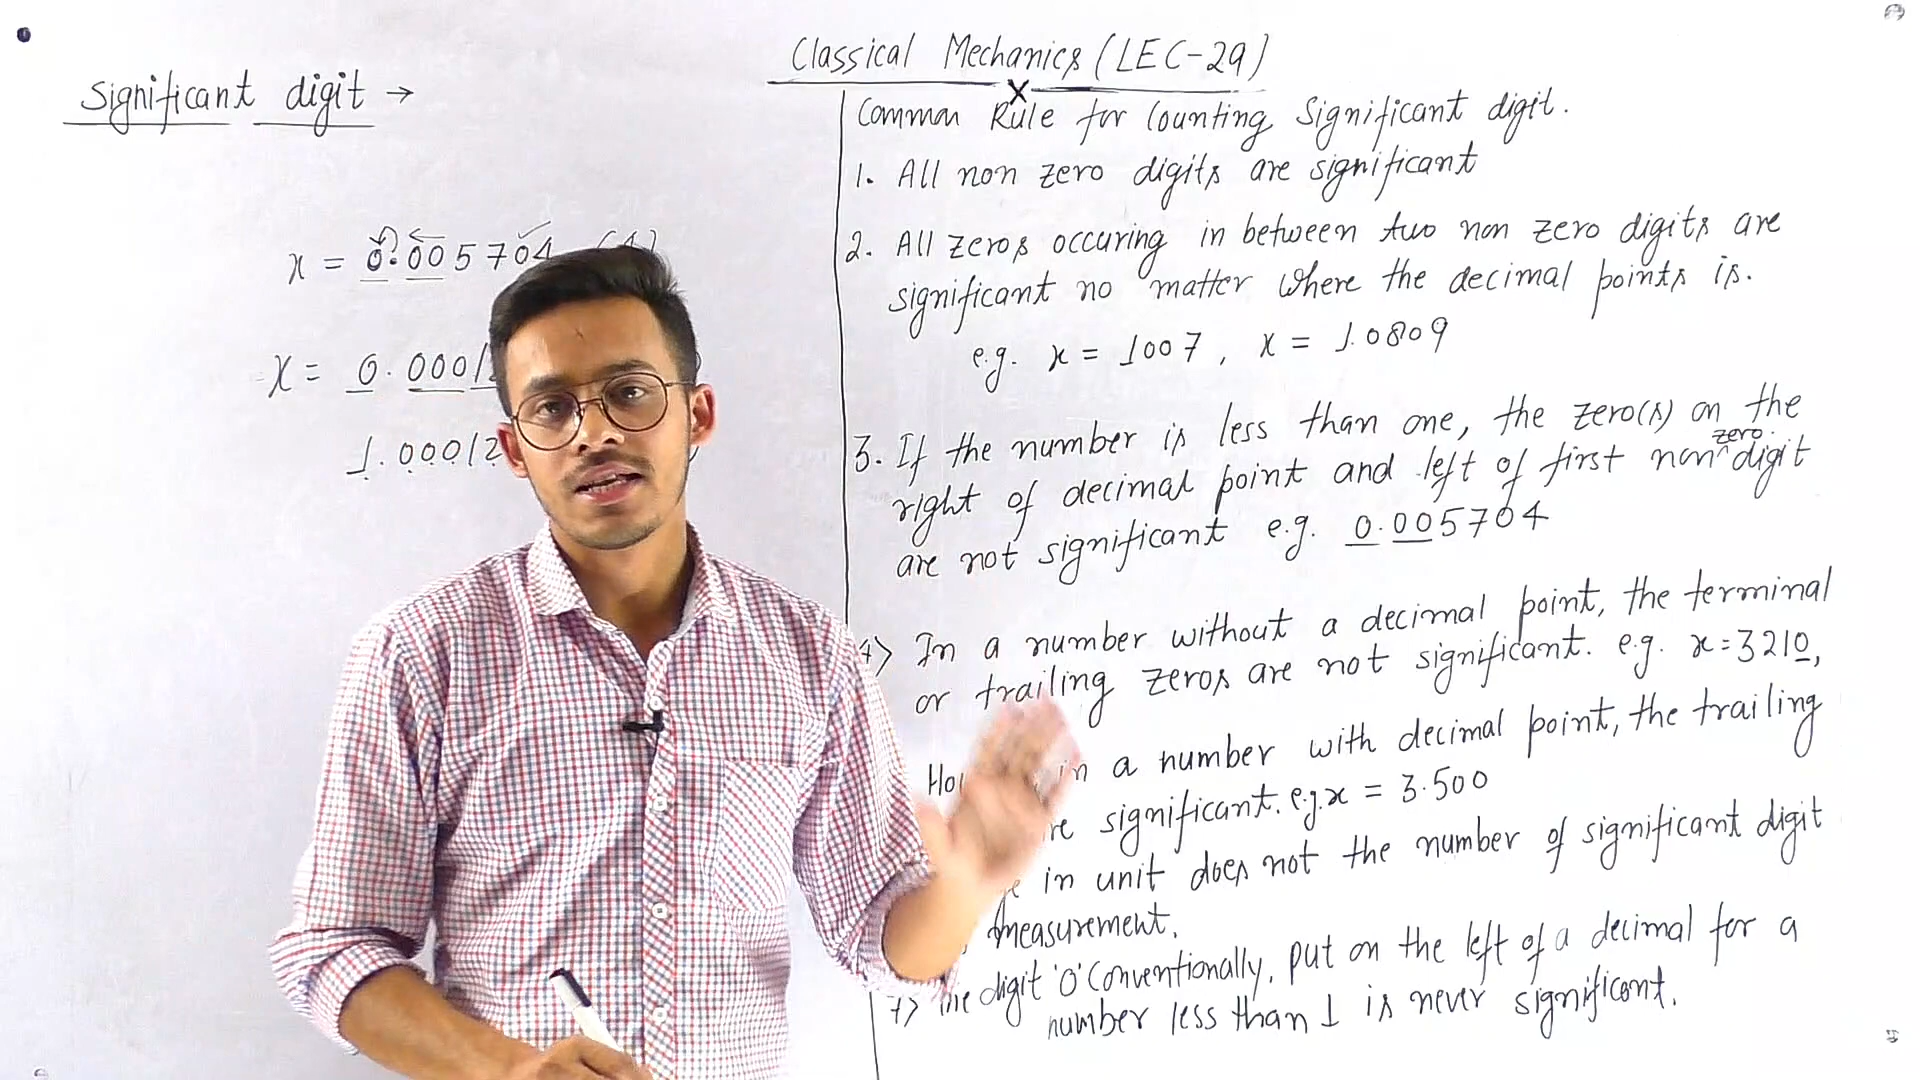 Classical Mechanics (LEC-29)
Significant digit →
x = 0.005704
x = 0.0001
1.00012
Common Rule for Counting Significant digit.
1. All non zero digits are significant
2. All zeros occuring in between two non zero digits are
significant no matter where the decimal points is.
e.g. x = 1007, x = 1.0809
3. If the number is less than one, the zero(s) on the
right of decimal point and left of first non zero digit
are not significant e.g. 0.005704
4) In a number without a decimal point, the terminal
or trailing zeros are not significant. e.g. x = 3210,
in a number with decimal point, the trailing
significant. e.g. x = 3.500
in unit does not the number of significant digit
measurement.
7) The digit '0' Conventionally, put on the left of a decimal for a
number less than 1 is never significant.